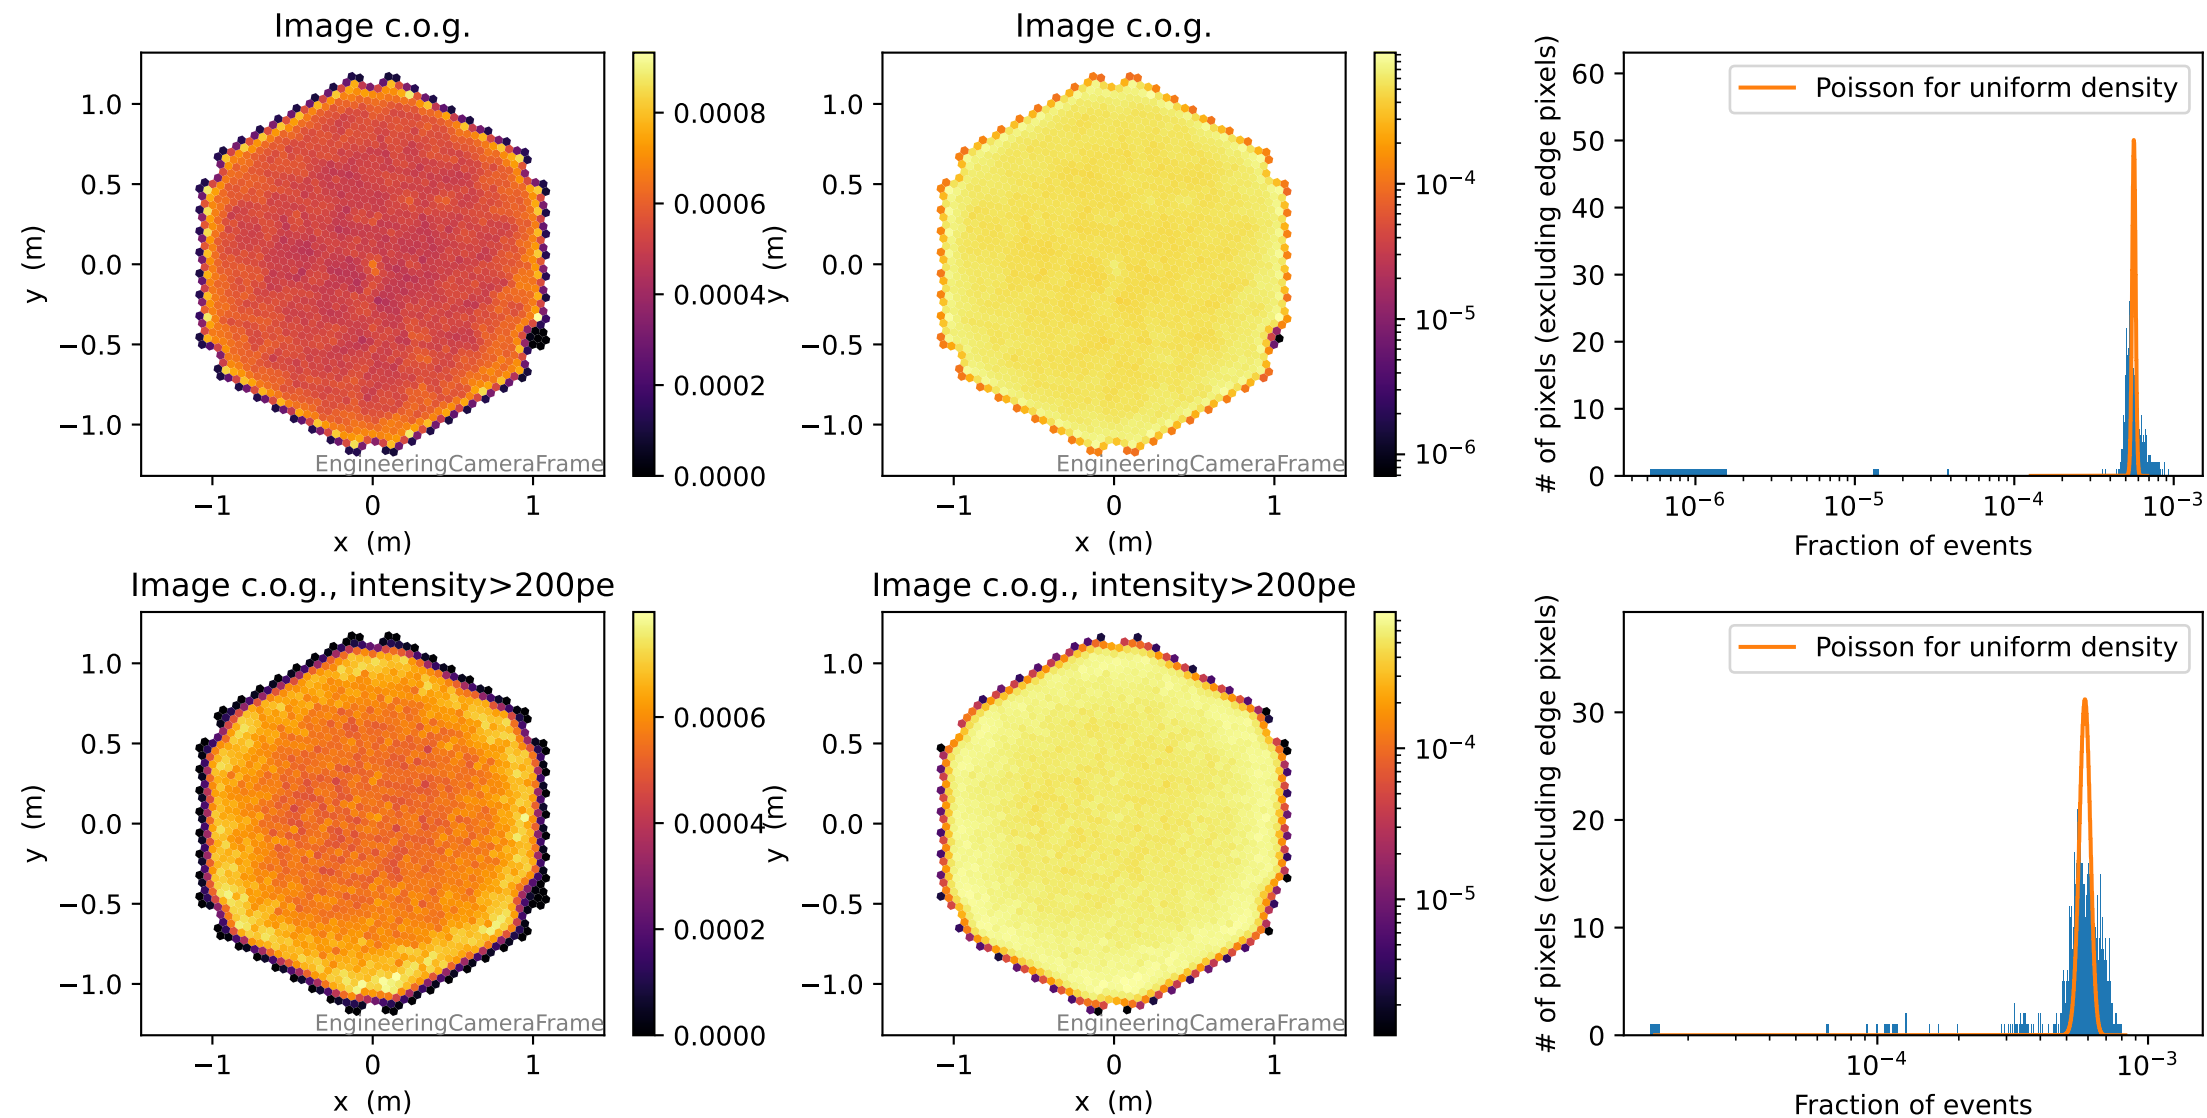 Image c.o.g.
y (m)
1.0
0.5
0.0
−0.5
−1.0
−1
0
1
x (m)
EngineeringCameraFrame
0.0008
0.0006
0.0004
0.0002
0.0000
Image c.o.g.
y (m)
1.0
0.5
0.0
−0.5
−1.0
−1
0
1
x (m)
EngineeringCameraFrame
10⁻⁴
10⁻⁵
10⁻⁶
# of pixels (excluding edge pixels)
60
50
40
30
20
10
0
Poisson for uniform density
10⁻⁶
10⁻⁵
10⁻⁴
10⁻³
Fraction of events
Image c.o.g., intensity>200pe
y (m)
1.0
0.5
0.0
−0.5
−1.0
−1
0
1
x (m)
EngineeringCameraFrame
0.0006
0.0004
0.0002
0.0000
Image c.o.g., intensity>200pe
y (m)
1.0
0.5
0.0
−0.5
−1.0
−1
0
1
x (m)
EngineeringCameraFrame
10⁻⁴
10⁻⁵
# of pixels (excluding edge pixels)
30
20
10
0
Poisson for uniform density
10⁻⁴
10⁻³
Fraction of events